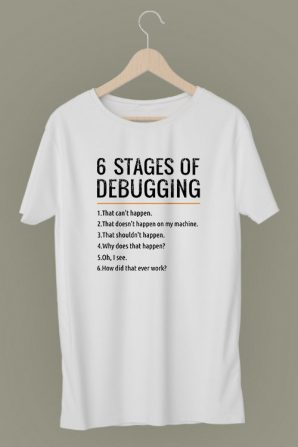 6 STAGES OF
DEBUGGING
1.That can't happen.
2.That doesn't happen on my machine.
3.That shouldn't happen.
4.Why does that happen?
5.Oh, I see.
6.How did that ever work?